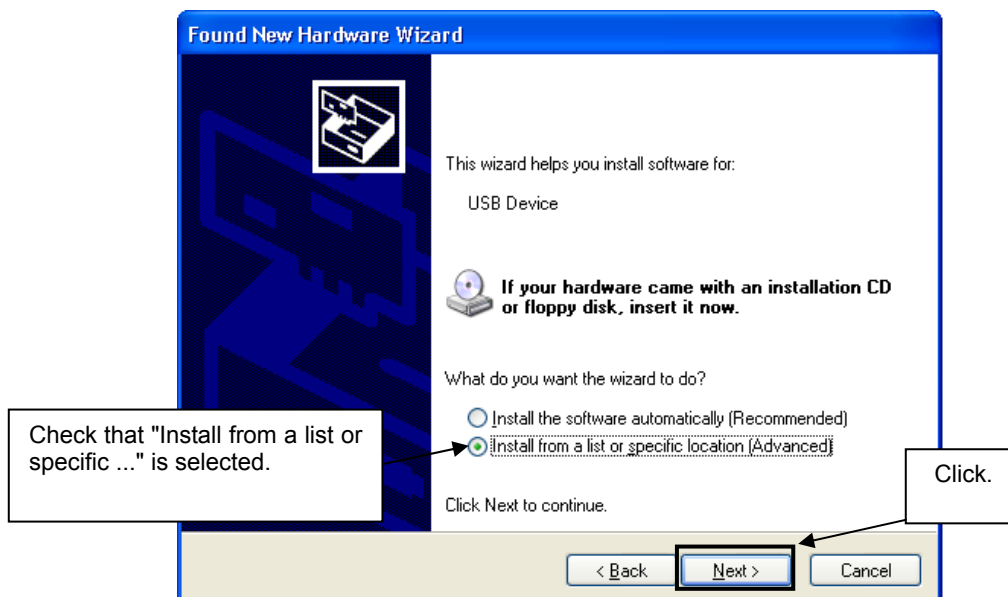 Found New Hardware Wizard
This wizard helps you install software for:
USB Device
If your hardware came with an installation CD
or floppy disk, insert it now.
What do you want the wizard to do?
Install the software automatically (Recommended)
Install from a list or specific location (Advanced)
Check that "Install from a list or
specific ..." is selected.
Click.
Click Next to continue.
< Back
Next >
Cancel